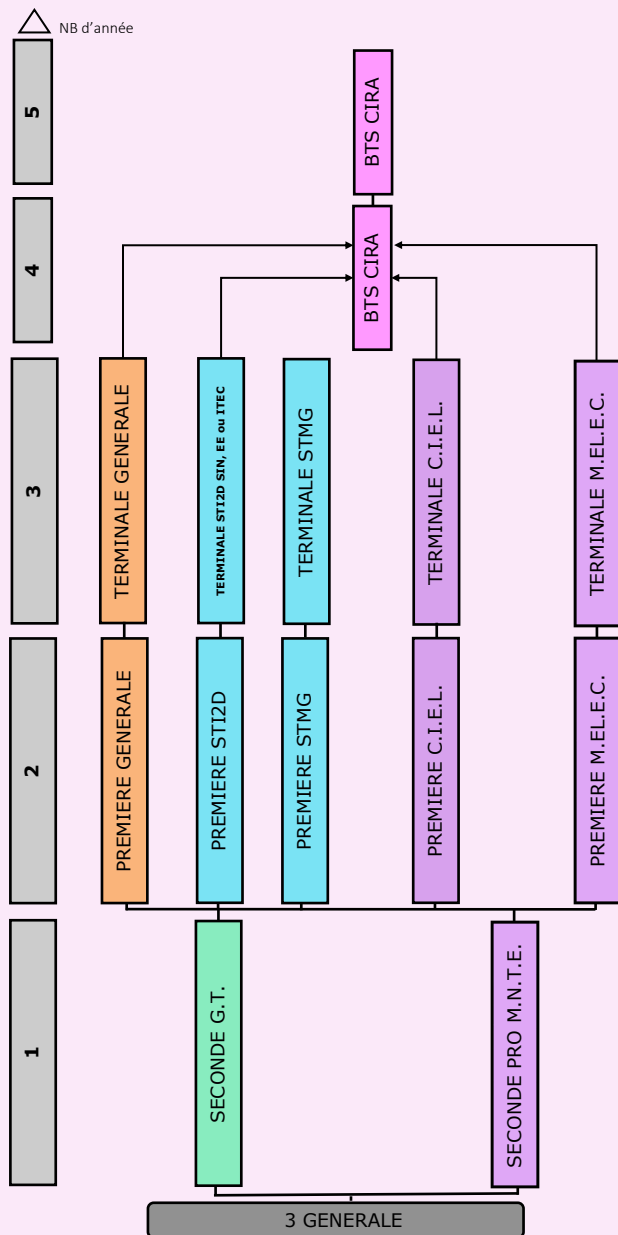 NB d'année
5
BTS CIRA
4
BTS CIRA
3
TERMINALE GENERALE
TERMINALE STI2D SIN, EE ou ITEC
TERMINALE STMG
TERMINALE C.I.E.L.
TERMINALE M.EL.E.C.
2
PREMIERE GENERALE
PREMIERE STI2D
PREMIERE STMG
PREMIERE C.I.E.L.
PREMIERE M.EL.E.C.
1
SECONDE G.T.
SECONDE PRO M.N.T.E.
3 GENERALE